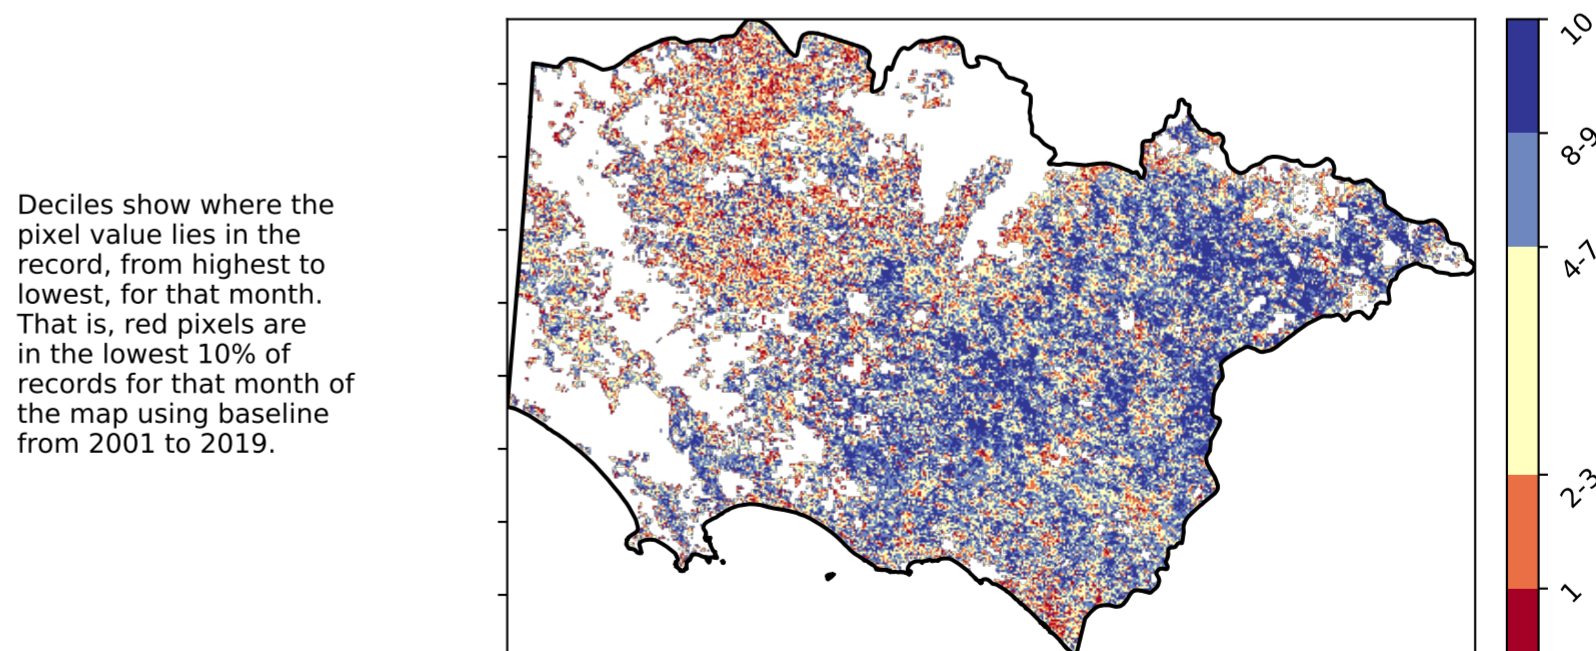 Deciles show where the
pixel value lies in the
record, from highest to
lowest, for that month.
That is, red pixels are
in the lowest 10% of
records for that month of
the map using baseline
from 2001 to 2019.
10
8-9
4-7
2-3
1